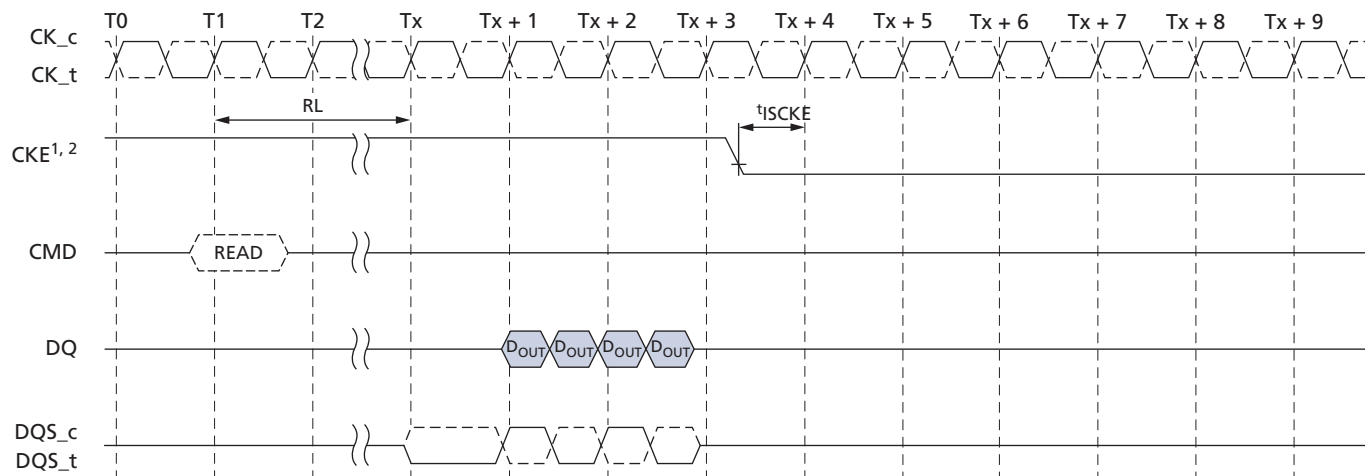 T0 T1 T2 Tx Tx + 1 Tx + 2 Tx + 3 Tx + 4 Tx + 5 Tx + 6 Tx + 7 Tx + 8 Tx + 9
CK_c
CK_t
RL
tISCKE
CKE1, 2
CMD
READ
DQ
DOUT DOUT DOUT DOUT
DQS_c
DQS_t